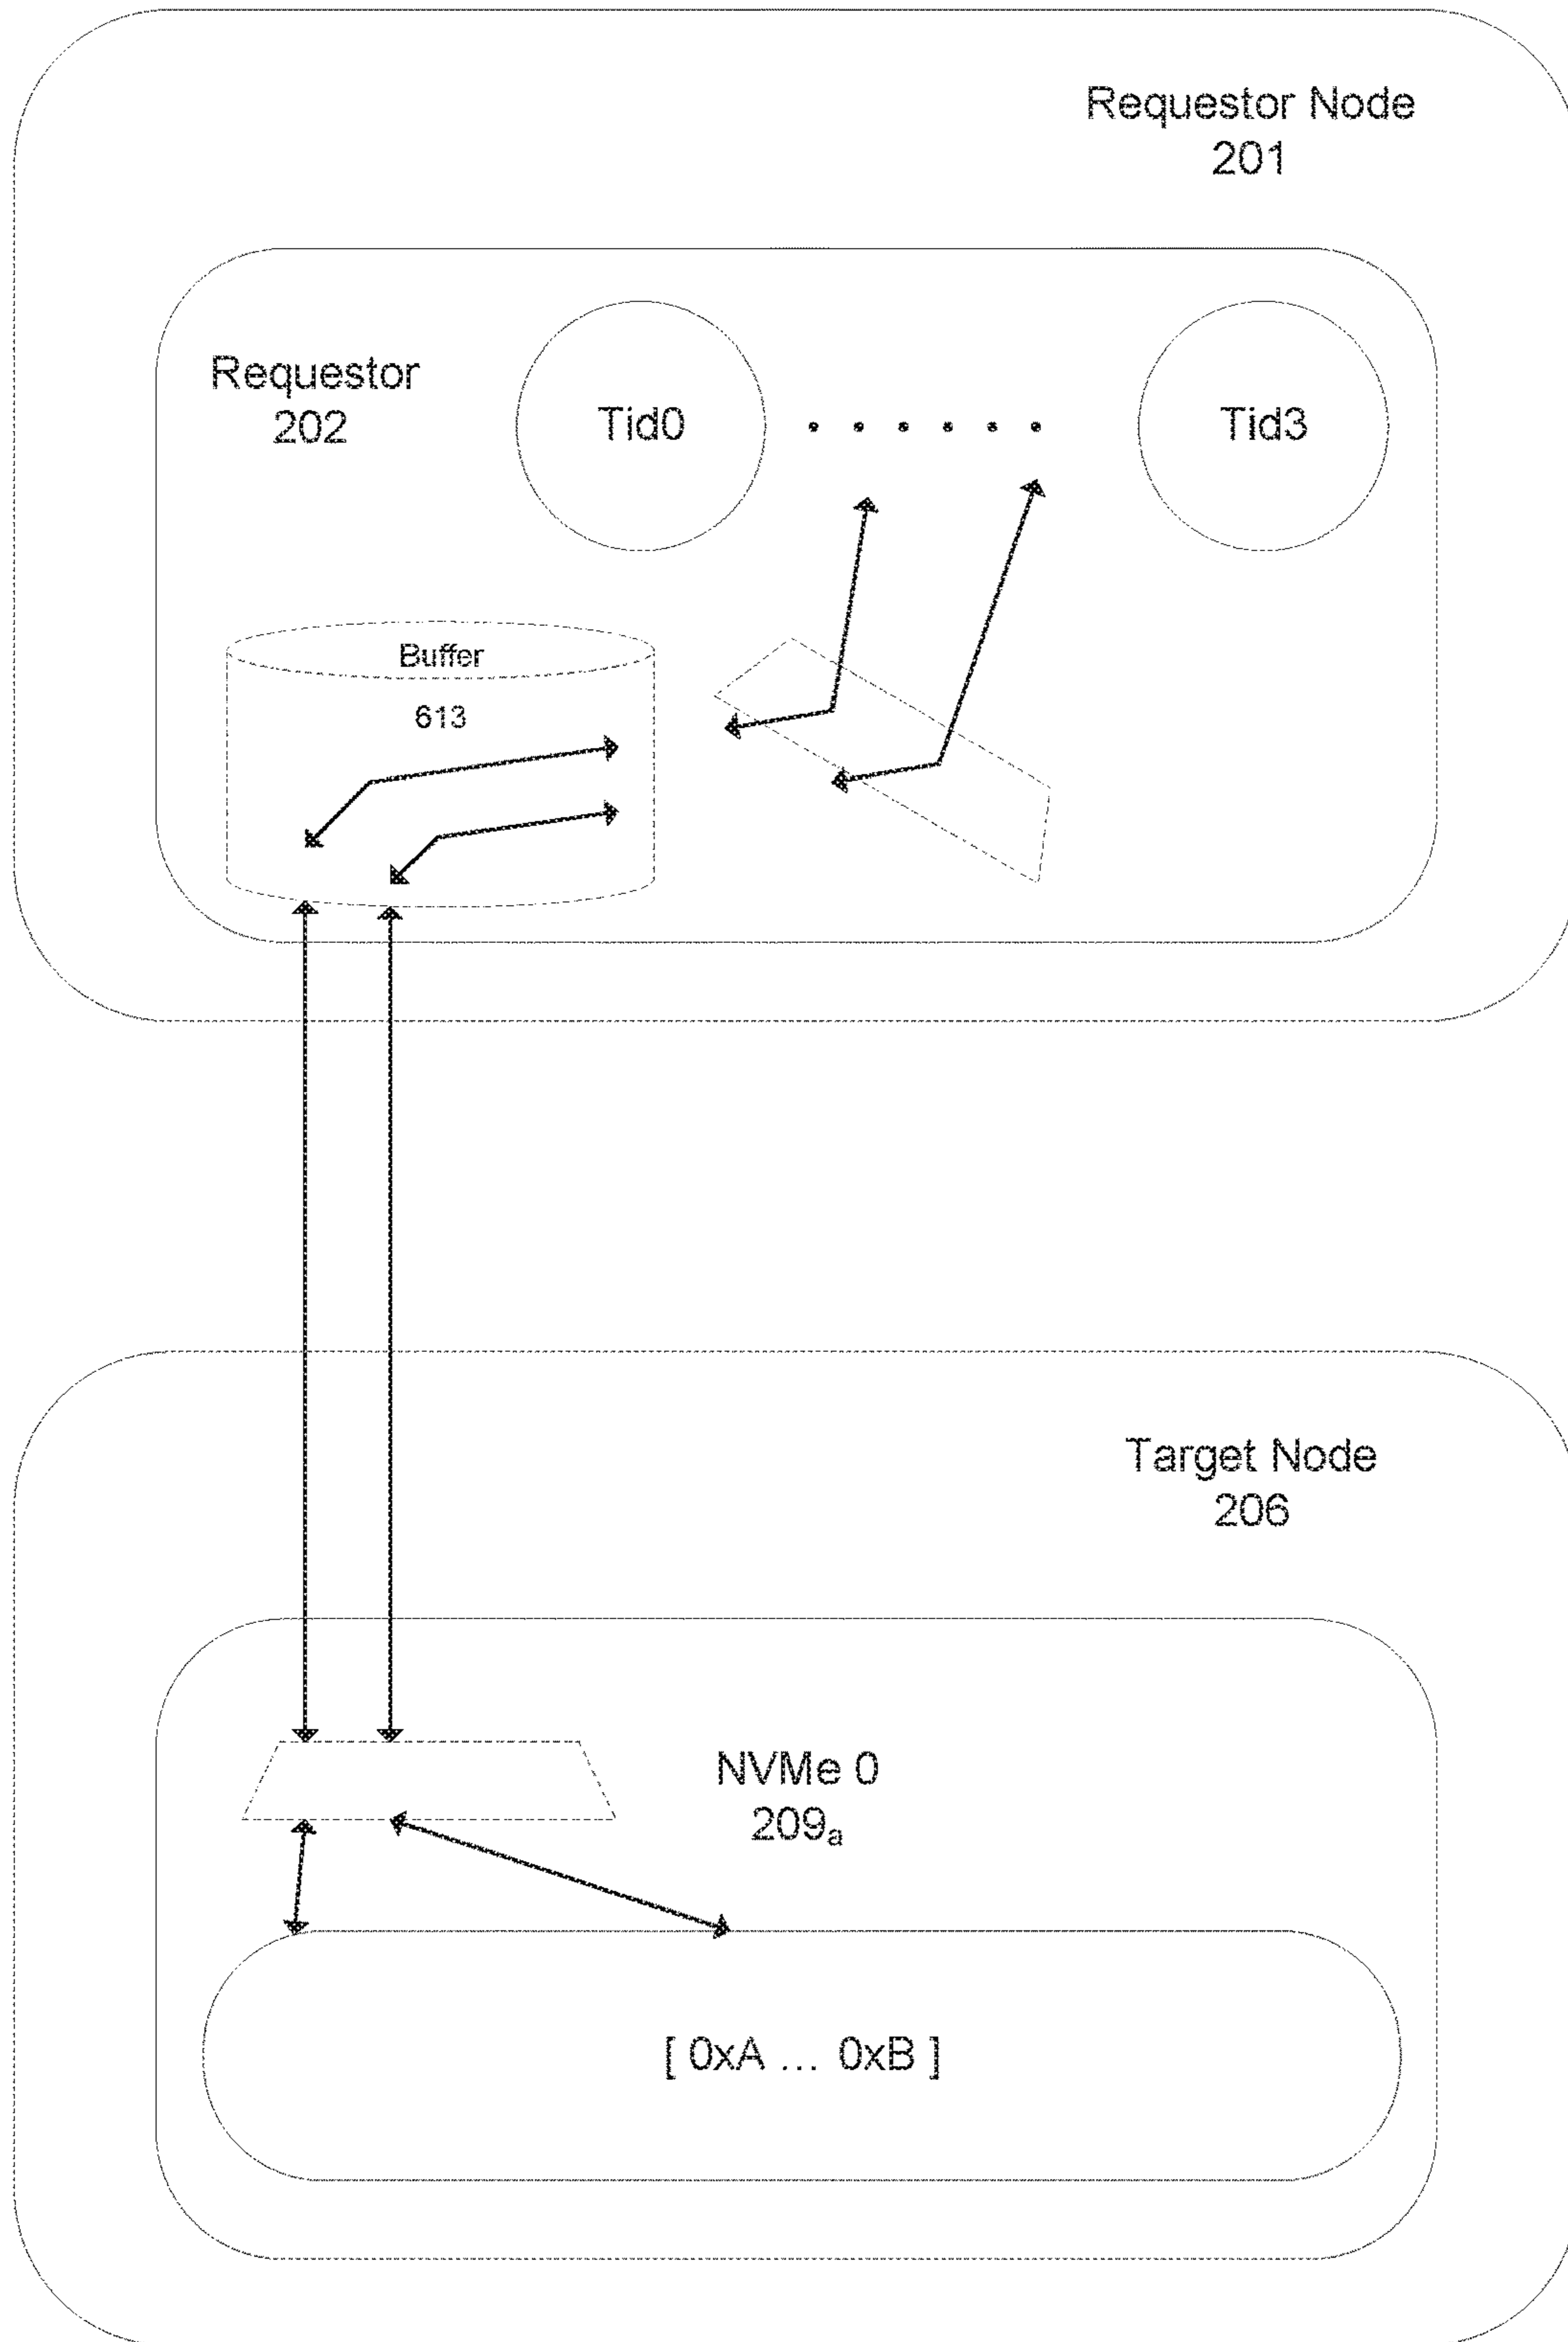 Requestor Node
201
Requestor
202
Tid0
Tid3
Buffer
613
Target Node
206
NVMe 0
209a
[ 0xA ... 0xB ]